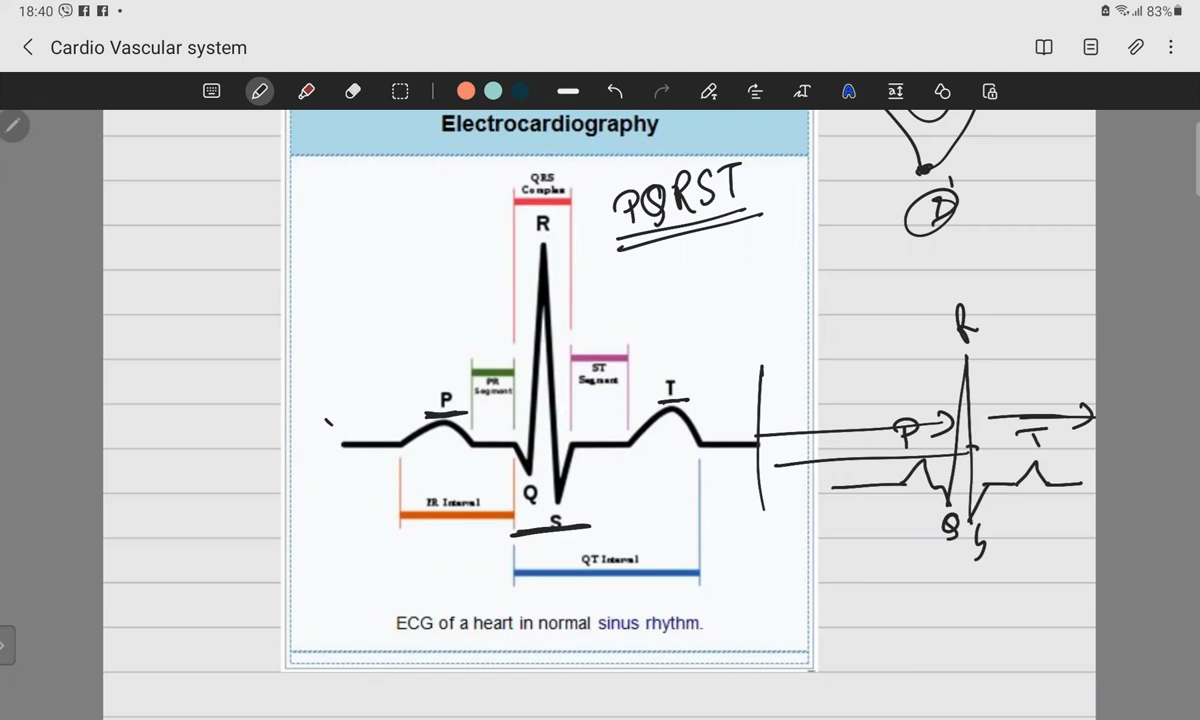 18:40
83%
Cardio Vascular system
Electrocardiography
QRS
Complex
PQRST
R
D
PR
Segment
ST
Segment
P
T
R
P
T
Q
S
PR Interval
Q
S
QT Interval
ECG of a heart in normal sinus rhythm.